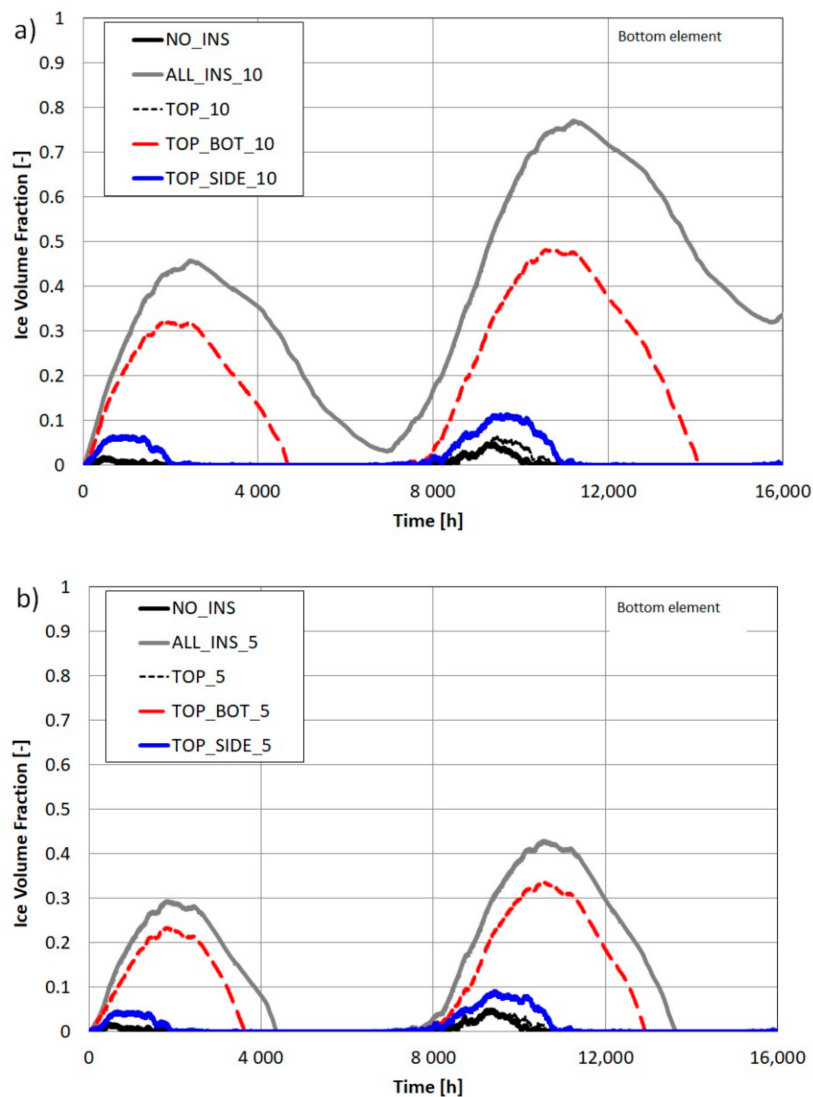 a)
Bottom element
NO_INS
ALL_INS_10
TOP_10
TOP_BOT_10
TOP_SIDE_10
Ice Volume Fraction [-]
1
0.9
0.8
0.7
0.6
0.5
0.4
0.3
0.2
0.1
0
0 4 000 8 000 12,000 16,000
Time [h]
b)
Bottom element
NO_INS
ALL_INS_5
TOP_5
TOP_BOT_5
TOP_SIDE_5
Ice Volume Fraction [-]
1
0.9
0.8
0.7
0.6
0.5
0.4
0.3
0.2
0.1
0
0 4 000 8 000 12,000 16,000
Time [h]